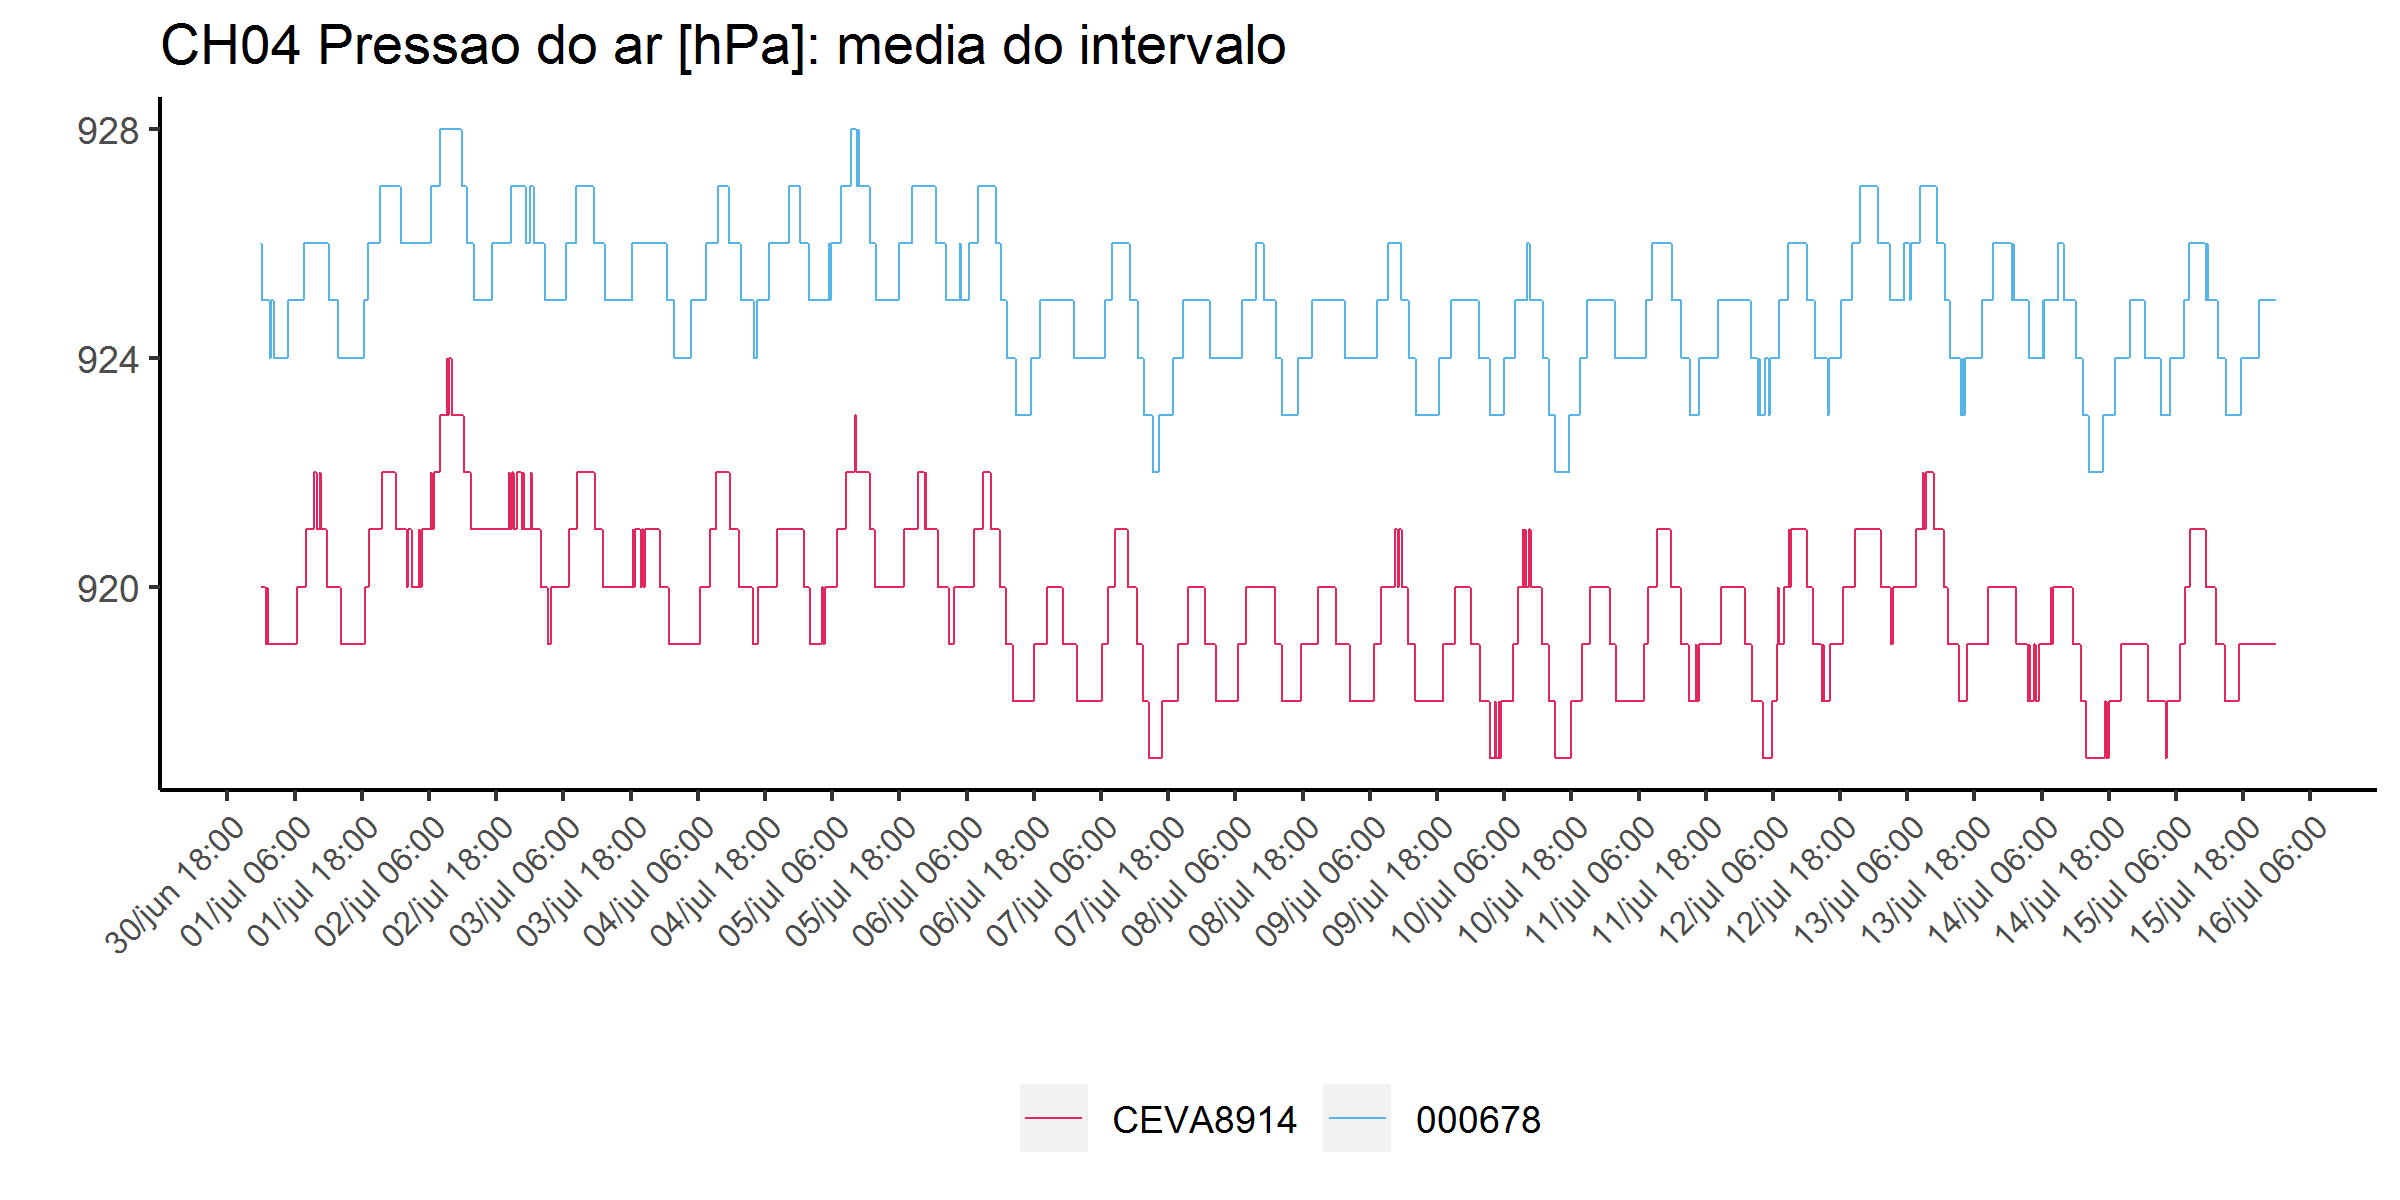 CH04 Pressao do ar [hPa]: media do intervalo
928
924
920
30/jun 18:00
01/jul 06:00
01/jul 18:00
02/jul 06:00
02/jul 18:00
03/jul 06:00
03/jul 18:00
04/jul 06:00
04/jul 18:00
05/jul 06:00
05/jul 18:00
06/jul 06:00
06/jul 18:00
07/jul 06:00
07/jul 18:00
08/jul 06:00
08/jul 18:00
09/jul 06:00
09/jul 18:00
10/jul 06:00
10/jul 18:00
11/jul 06:00
11/jul 18:00
12/jul 06:00
12/jul 18:00
13/jul 06:00
13/jul 18:00
14/jul 06:00
14/jul 18:00
15/jul 06:00
15/jul 18:00
16/jul 06:00
CEVA8914 000678